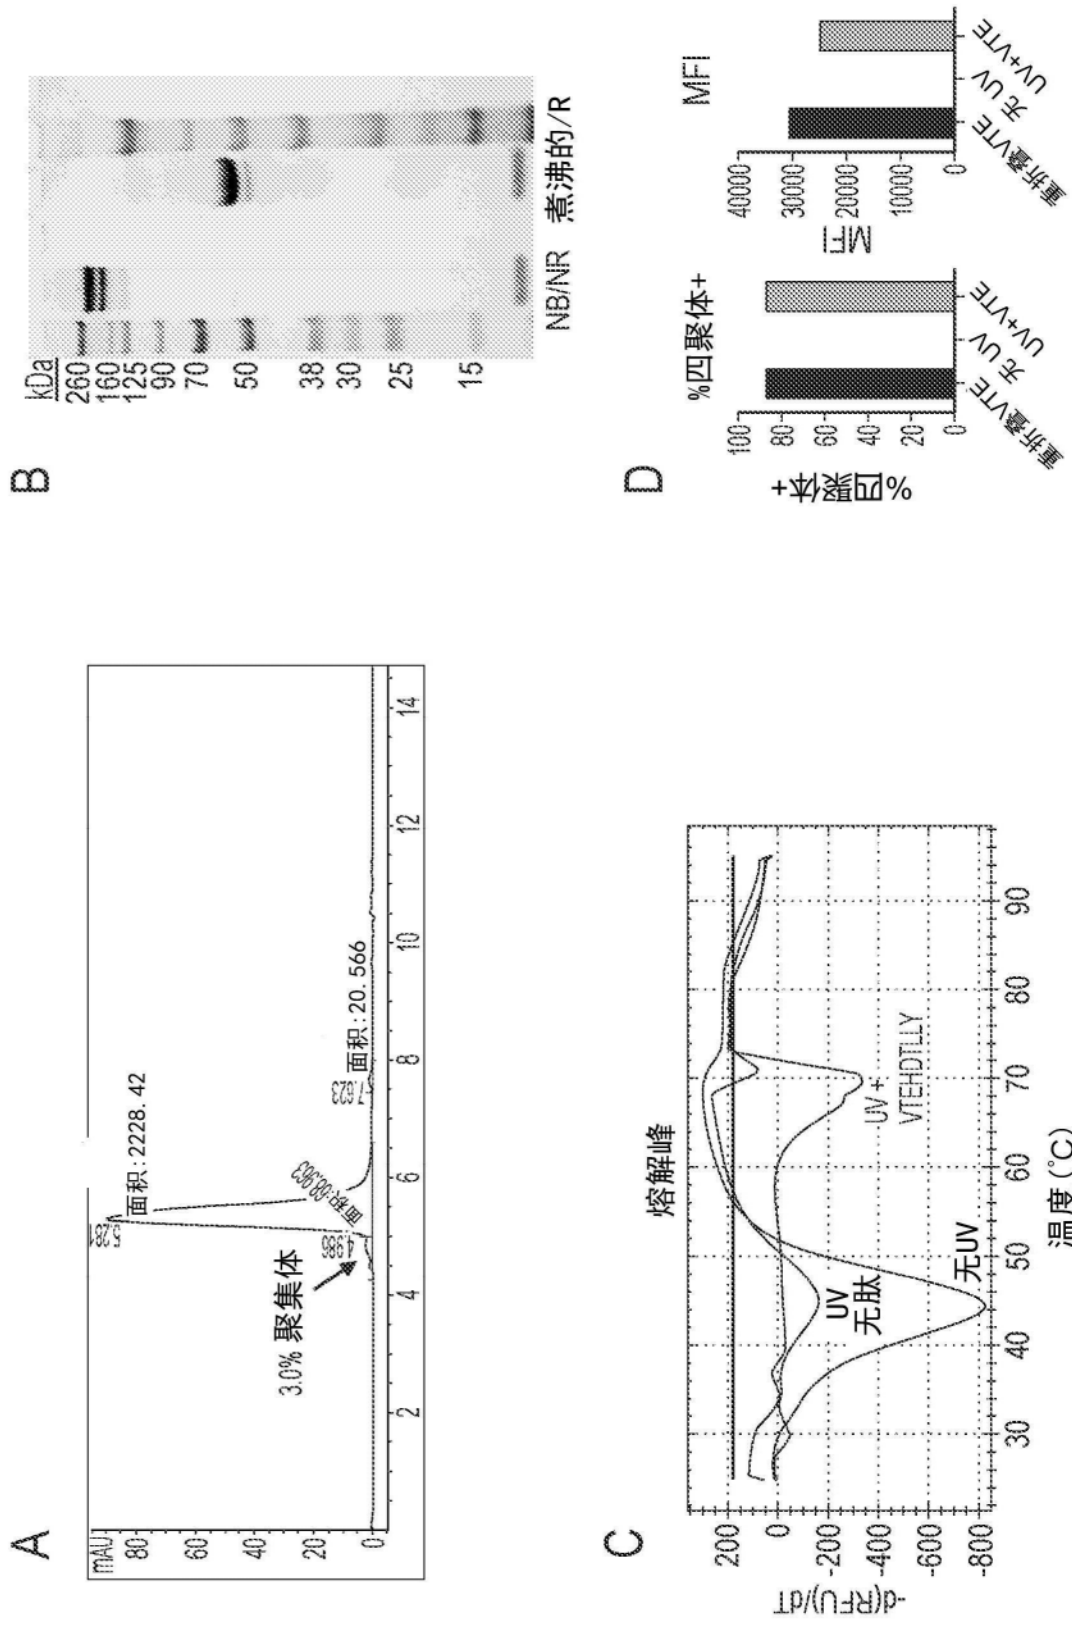 A
mAU
80
60
40
20
0
2
4
6
8
10
12
14
5.281
面积:2228.42
4.986
面积:68.963
3.0% 聚集体
7.623
面积:20.566
B
kDa
260
160
125
90
70
50
38
30
25
15
NB/NR
煮沸的/R
C
熔解峰
-d(RFU)/dT
200
0
-200
-400
-600
-800
30
40
50
60
70
80
90
温度(°C)
UV
无肽
无UV
UV +
VTEHDTLLY
D
%四聚体+
%四聚体+
100
80
60
40
20
0
重折叠VTE
无 UV
UV+VTE
MFI
MFI
40000
30000
20000
10000
0
重折叠VTE
无 UV
UV+VTE